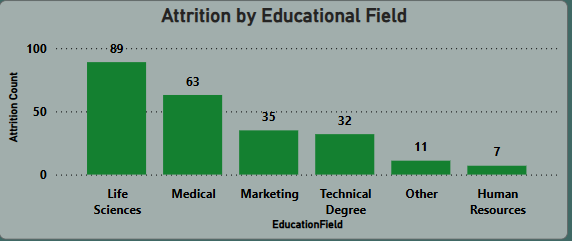 Attrition by Educational Field
Attrition Count
100
50
0
89
63
35
32
11
7
Life
Sciences
Medical
Marketing
Technical
Degree
Other
Human
Resources
EducationField